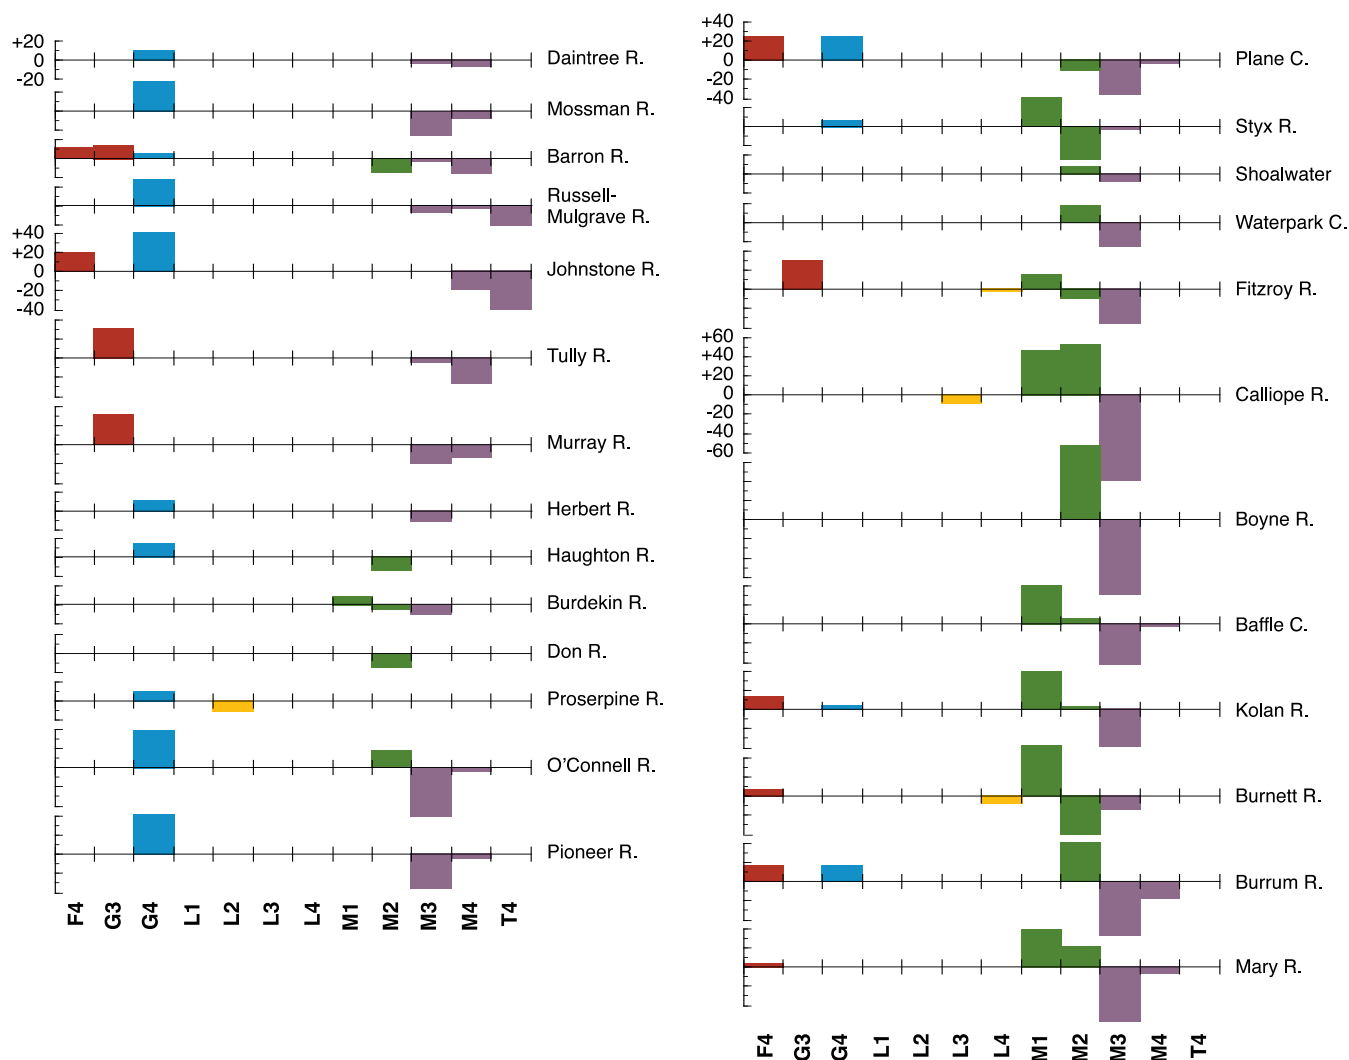 +20
0
-20
Daintree R.
Mossman R.
Barron R.
Russell-
Mulgrave R.
+40
+20
0
-20
-40
Johnstone R.
Tully R.
Murray R.
Herbert R.
Haughton R.
Burdekin R.
Don R.
Proserpine R.
O'Connell R.
Pioneer R.
F4 G3 G4 L1 L2 L3 L4 M1 M2 M3 M4 T4
+40
+20
0
-20
-40
Plane C.
Styx R.
Shoalwater
Waterpark C.
Fitzroy R.
+60
+40
+20
0
-20
-40
-60
Calliope R.
Boyne R.
Baffle C.
Kolan R.
Burnett R.
Burrum R.
Mary R.
F4 G3 G4 L1 L2 L3 L4 M1 M2 M3 M4 T4